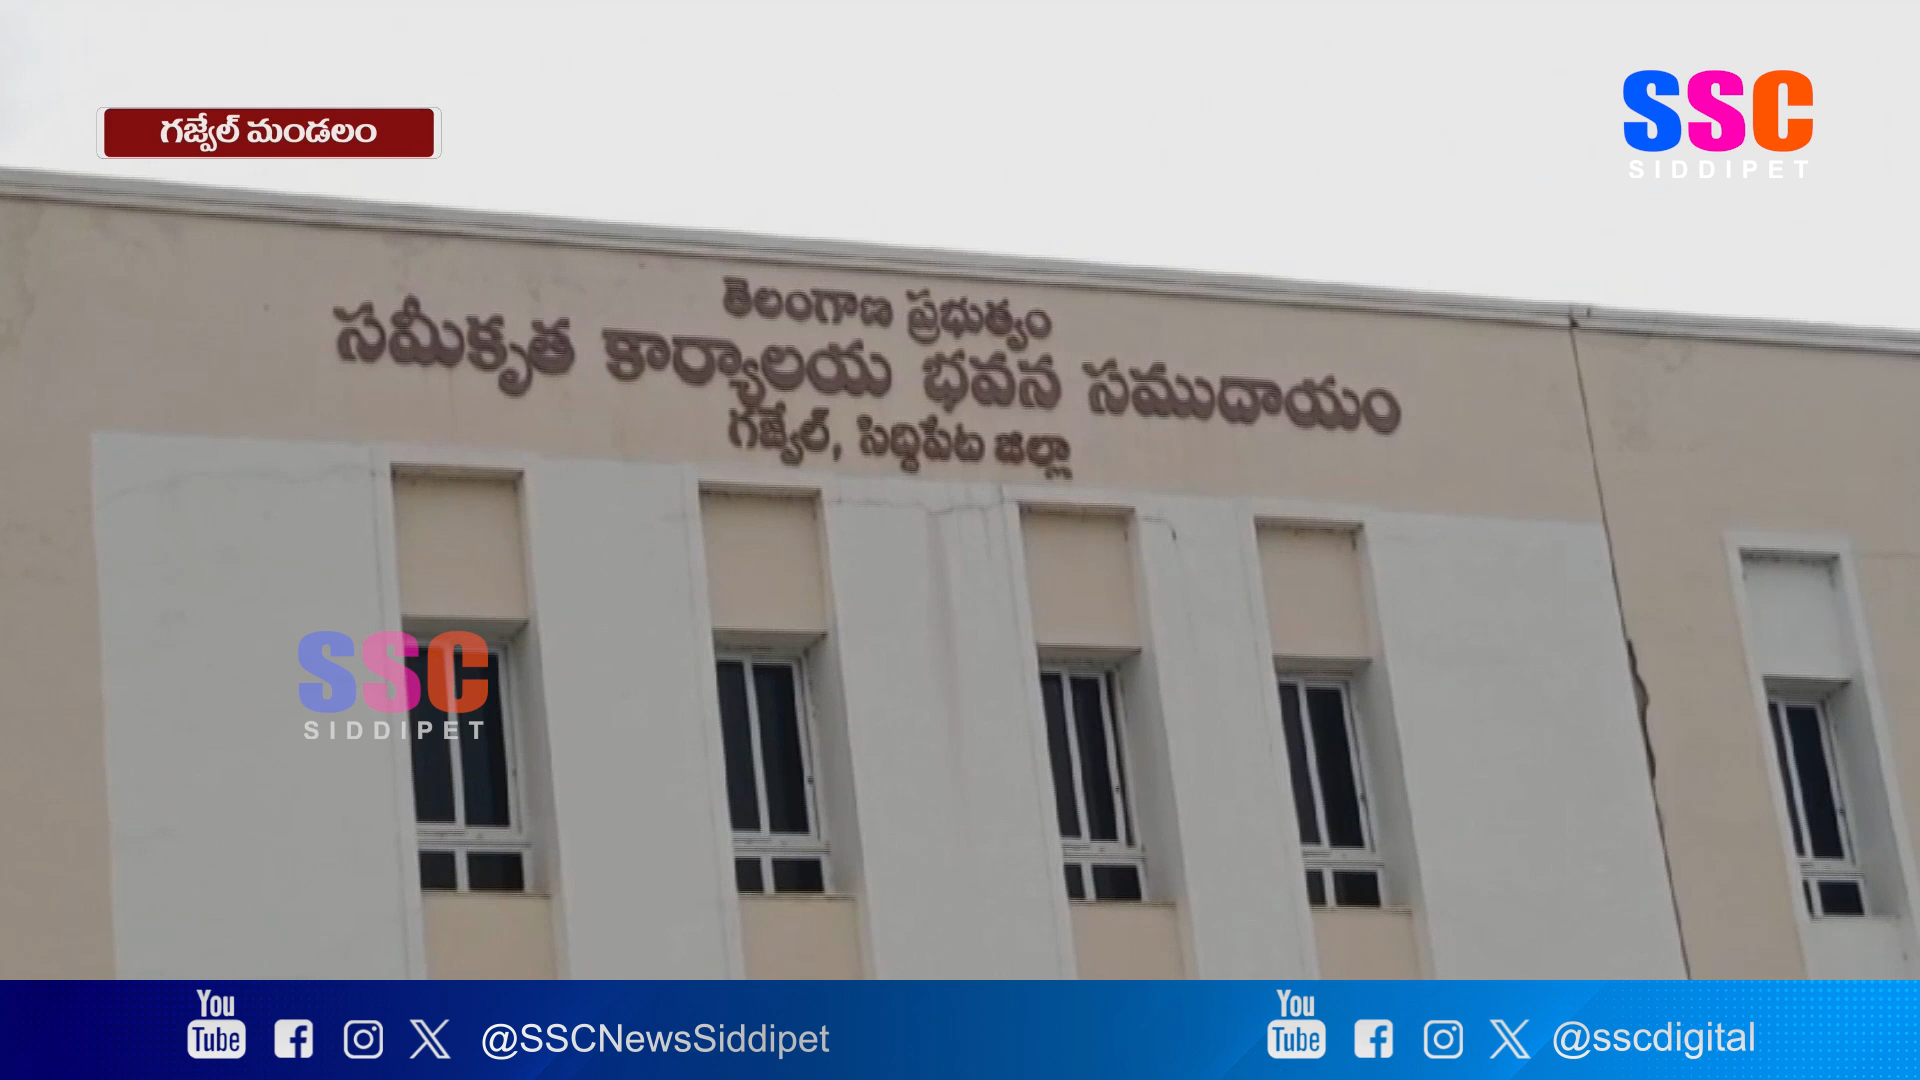 గజ్వేల్ మండలం
SSC
SIDDIPET
తెలంగాణ ప్రభుత్వం
సమీకృత కార్యాలయ భవన సముదాయం
గజ్వేల్, సిద్దిపేట జిల్లా
SSC
SIDDIPET
You Tube @SSCNewsSiddipet
You Tube @sscdigital